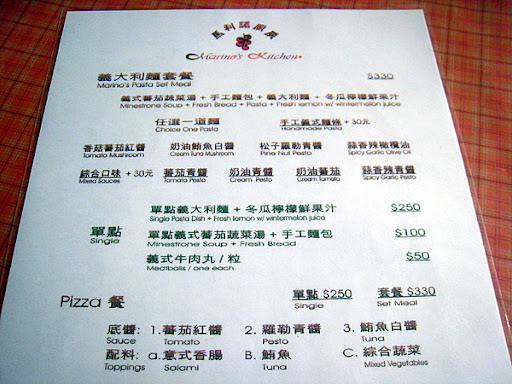 馬利諾廚房
Marino's Kitchen
義大利麵套餐 $330
Marino's Pasta Set Meal
義式蕃茄蔬菜湯 + 手工麵包 + 義大利麵 + 冬瓜檸檬鮮果汁
Minestrone Soup + Fresh Bread + Pasta + Fresh lemon w/ wintermelon juice
任選一道麵 手工義式麵條 + 30元
Choice One Pasta Handmade Pasta
香菇蕃茄紅醬 奶油鮪魚白醬 松子羅勒青醬 蒜香辣橄欖油
Tomato Mushroom Cream Tuna Mushroom Pine Nut Pesto Spicy Garlic Olive Oil
綜合口味 + 30元 蕃茄青醬 奶油青醬 奶油蕃茄 蒜香辣青醬
Mixed Sauces Tomato Pesto Cream Pesto Cream Tomato Spicy Garlic Pesto
單點義大利麵 + 冬瓜檸檬鮮果汁 $250
Single Pasta Dish + Fresh lemon w/ wintermelon juice
單點 單點義式蕃茄蔬菜湯 + 手工麵包 $100
Single Minestrone Soup + Fresh Bread
義式牛肉丸 / 粒 $50
Meatballs / one each
Pizza 餐 單點 $250 套餐 $330
Single Set Meal
底醬: 1. 蕃茄紅醬 2. 羅勒青醬 3. 鮪魚白醬
Sauce Tomato Pesto Tuna
配料: a. 意式香腸 B. 鮪魚 C. 綜合蔬菜
Toppings Salami Tuna Mixed Vegetables